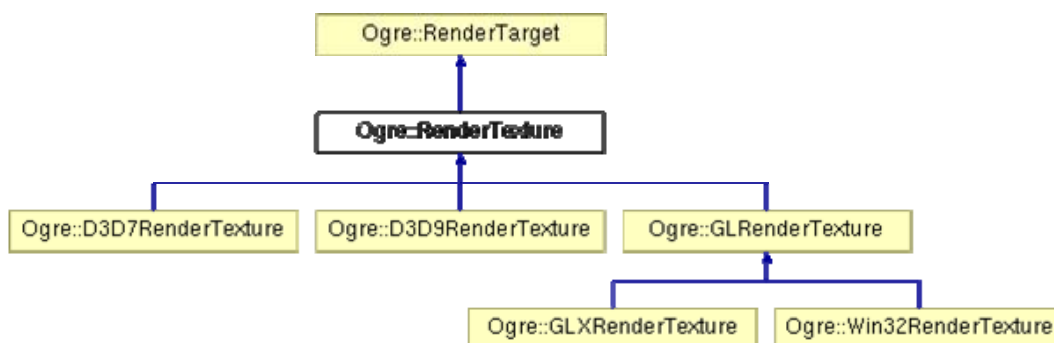 Ogre::RenderTarget
Ogre::RenderTexture
Ogre::D3D7RenderTexture
Ogre::D3D9RenderTexture
Ogre::GLRenderTexture
Ogre::GLXRenderTexture
Ogre::Win32RenderTexture